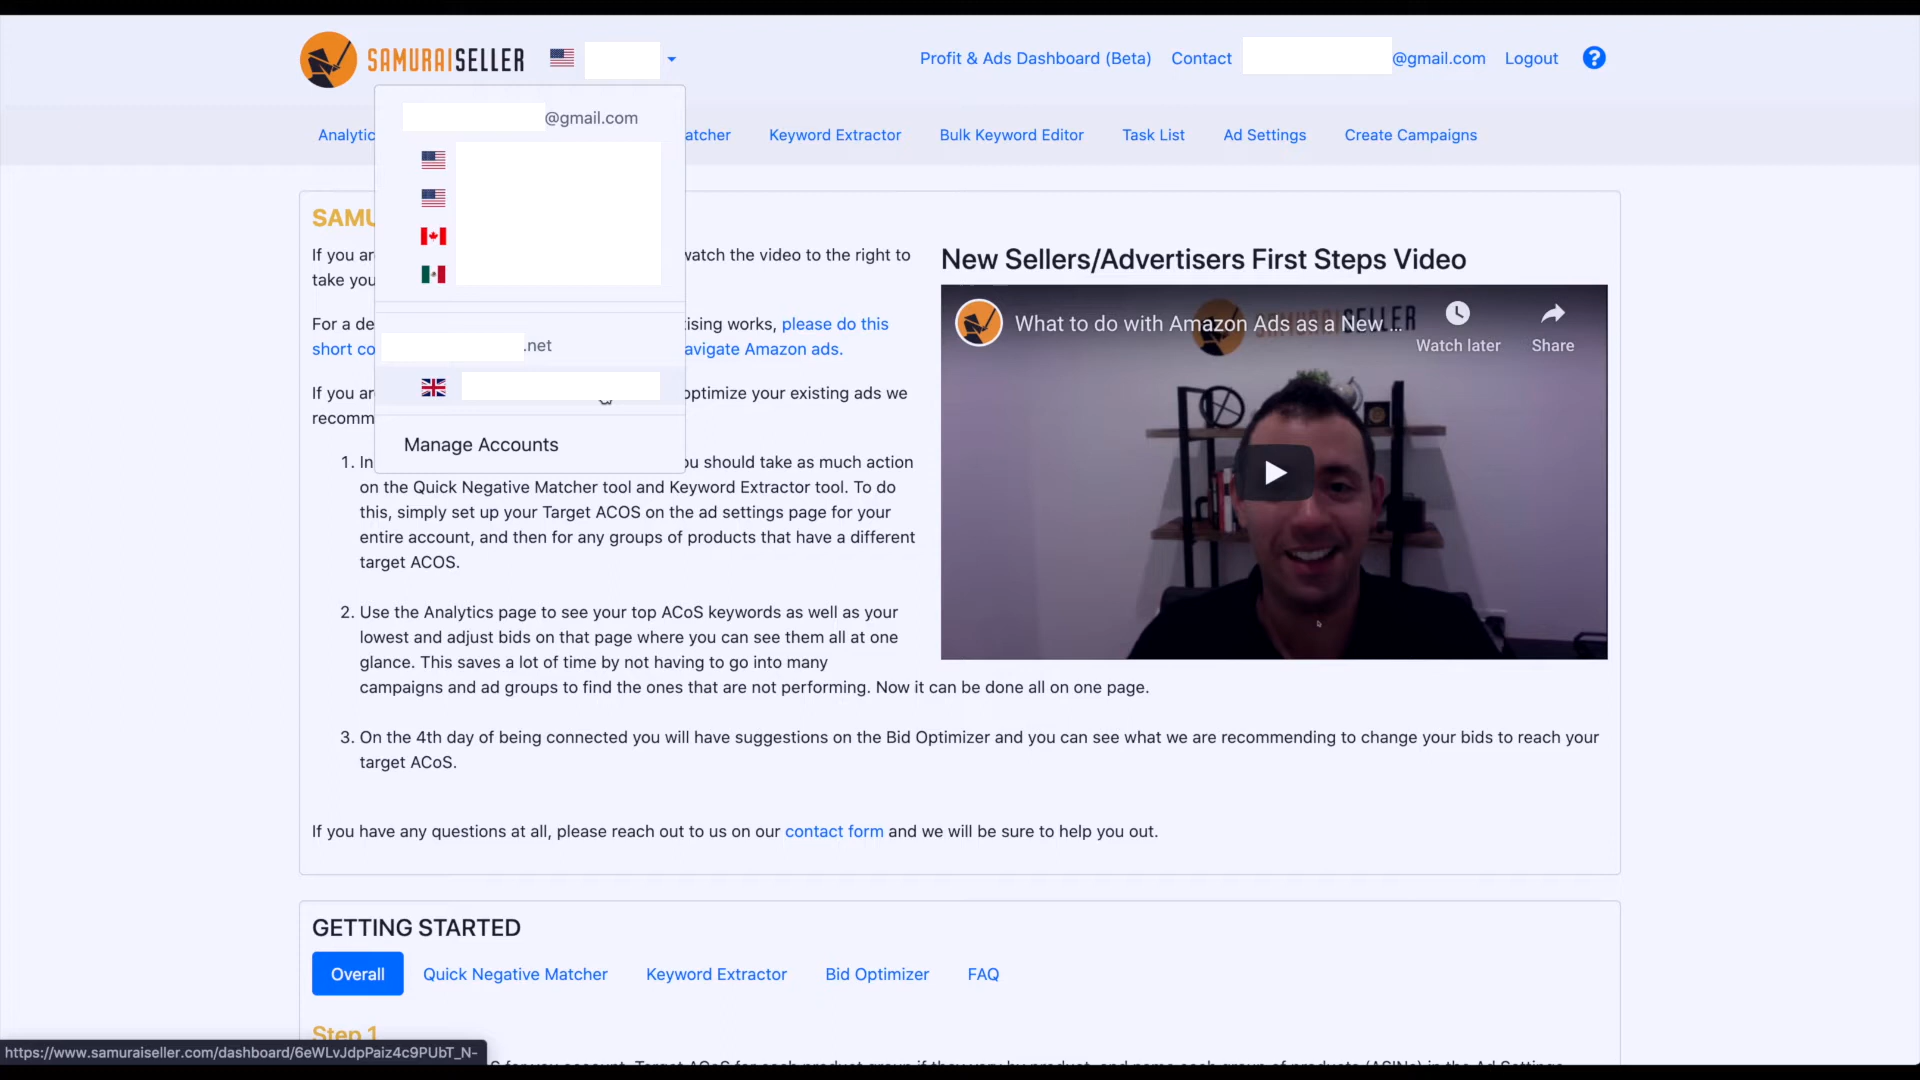 SAMURAISELLER
Profit & Ads Dashboard (Beta)
Contact
@gmail.com
Logout
?
@gmail.com
Analytic
atcher
Keyword Extractor
Bulk Keyword Editor
Task List
Ad Settings
Create Campaigns
.net
Manage Accounts
SAMU
If you ar
watch the video to the right to
take you
For a de
ising works, please do this
short co
avigate Amazon ads.
If you ar
optimize your existing ads we
recomm
1. In
ou should take as much action
on the Quick Negative Matcher tool and Keyword Extractor tool. To do
this, simply set up your Target ACOS on the ad settings page for your
entire account, and then for any groups of products that have a different
target ACOS.
2. Use the Analytics page to see your top ACoS keywords as well as your
lowest and adjust bids on that page where you can see them all at one
glance. This saves a lot of time by not having to go into many
campaigns and ad groups to find the ones that are not performing. Now it can be done all on one page.
3. On the 4th day of being connected you will have suggestions on the Bid Optimizer and you can see what we are recommending to change your bids to reach your
target ACoS.
If you have any questions at all, please reach out to us on our contact form and we will be sure to help you out.
New Sellers/Advertisers First Steps Video
SELLER
What to do with Amazon Ads as a New ...
Watch later
Share
GETTING STARTED
Overall
Quick Negative Matcher
Keyword Extractor
Bid Optimizer
FAQ
Step 1
https://www.samuraiseller.com/dashboard/6eWLvJdpPaiz4c9PUbT_N-